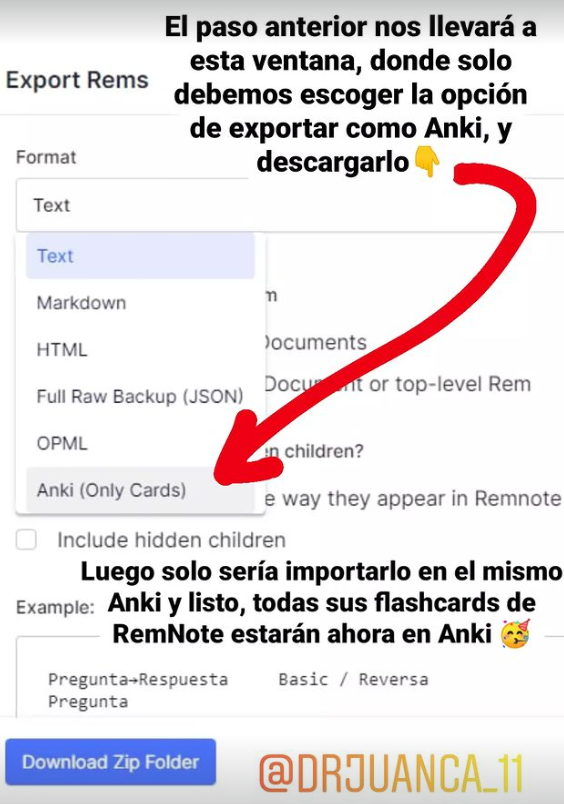 El paso anterior nos llevará a
esta ventana, donde solo
debemos escoger la opción
de exportar como Anki, y
descargarlo👇
Export Rems
Format
Text
Text
Markdown
HTML
Full Raw Backup (JSON)
OPML
Anki (Only Cards)
Documents
Document or top-level Rem
children?
way they appear in Remnote
Include hidden children
Luego solo sería importarlo en el mismo
Anki y listo, todas sus flashcards de
RemNote estarán ahora en Anki 🥳
Example:
Pregunta→Respuesta Basic / Reversa
Pregunta
Download Zip Folder
@DRJUANCA_11